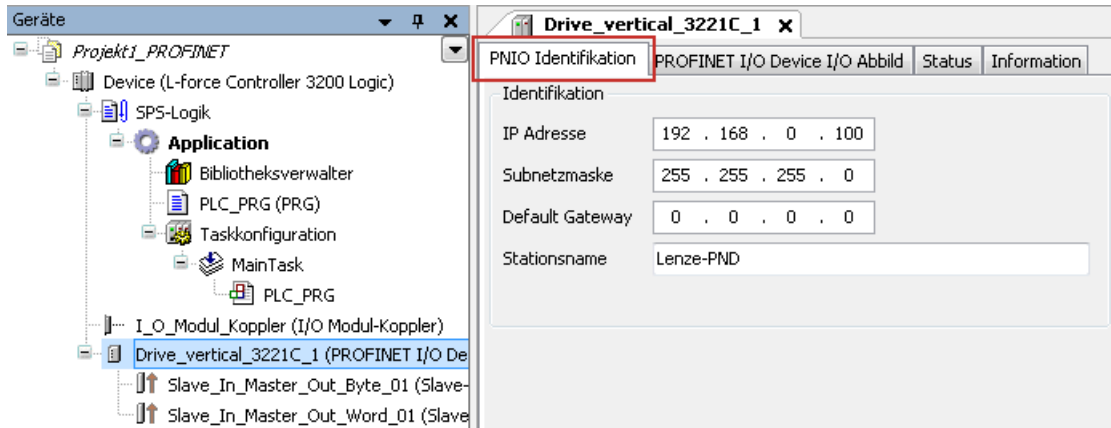 Geräte
Projekt1_PROFINET
Device (L-force Controller 3200 Logic)
SPS-Logik
Application
Bibliotheksverwalter
PLC_PRG (PRG)
Taskkonfiguration
MainTask
PLC_PRG
I_O_Modul_Koppler (I/O Modul-Koppler)
Drive_vertical_3221C_1 (PROFINET I/O De
Slave_In_Master_Out_Byte_01 (Slave-
Slave_In_Master_Out_Word_01 (Slave
Drive_vertical_3221C_1 x
PNIO Identifikation PROFINET I/O Device I/O Abbild Status Information
Identifikation
IP Adresse 192 . 168 . 0 . 100
Subnetzmaske 255 . 255 . 255 . 0
Default Gateway 0 . 0 . 0 . 0
Stationsname Lenze-PND